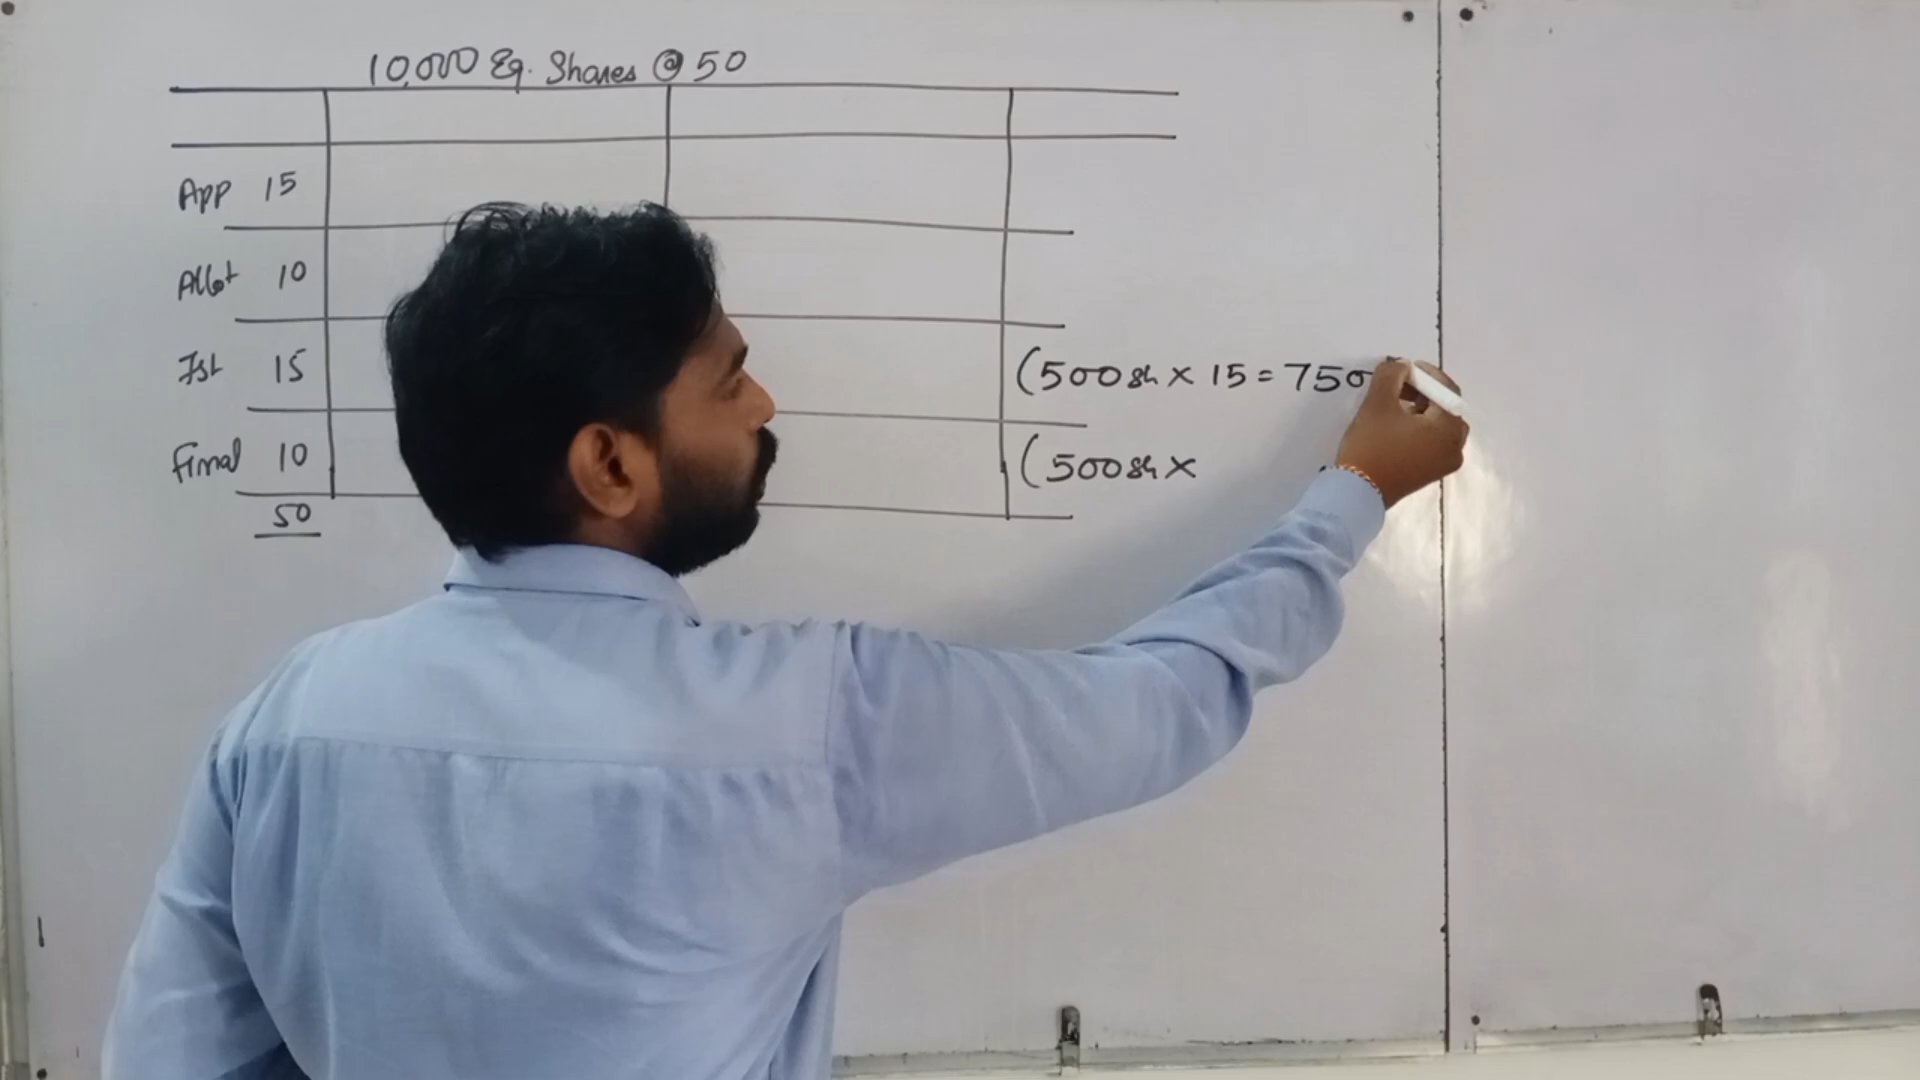 10,000 Eq. Shares @ 50
App 15
Allot 10
Ist 15 (500 sh × 15 = 750
Final 10 (500 sh ×
50